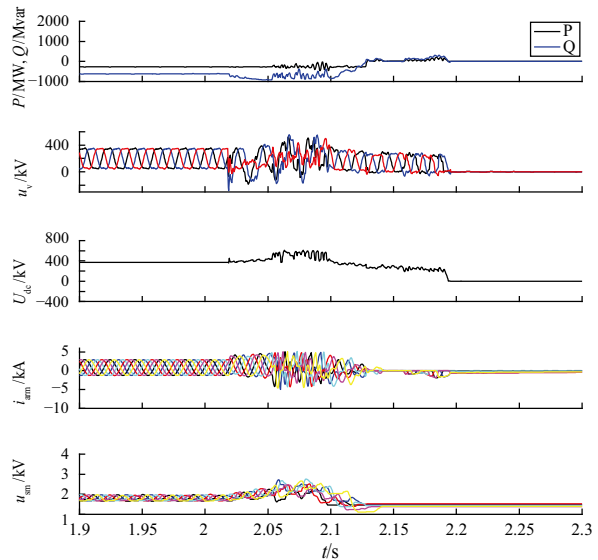 P/MW, Q/Mvar
2000
1000
0
−1000
P
Q
u_v/kV
400
0
U_dc/kV
800
400
0
−400
i_arm/kA
5
0
−5
−10
u_sm/kV
4
3
2
1
1.9 1.95 2 2.05 2.1 2.15 2.2 2.25 2.3
t/s